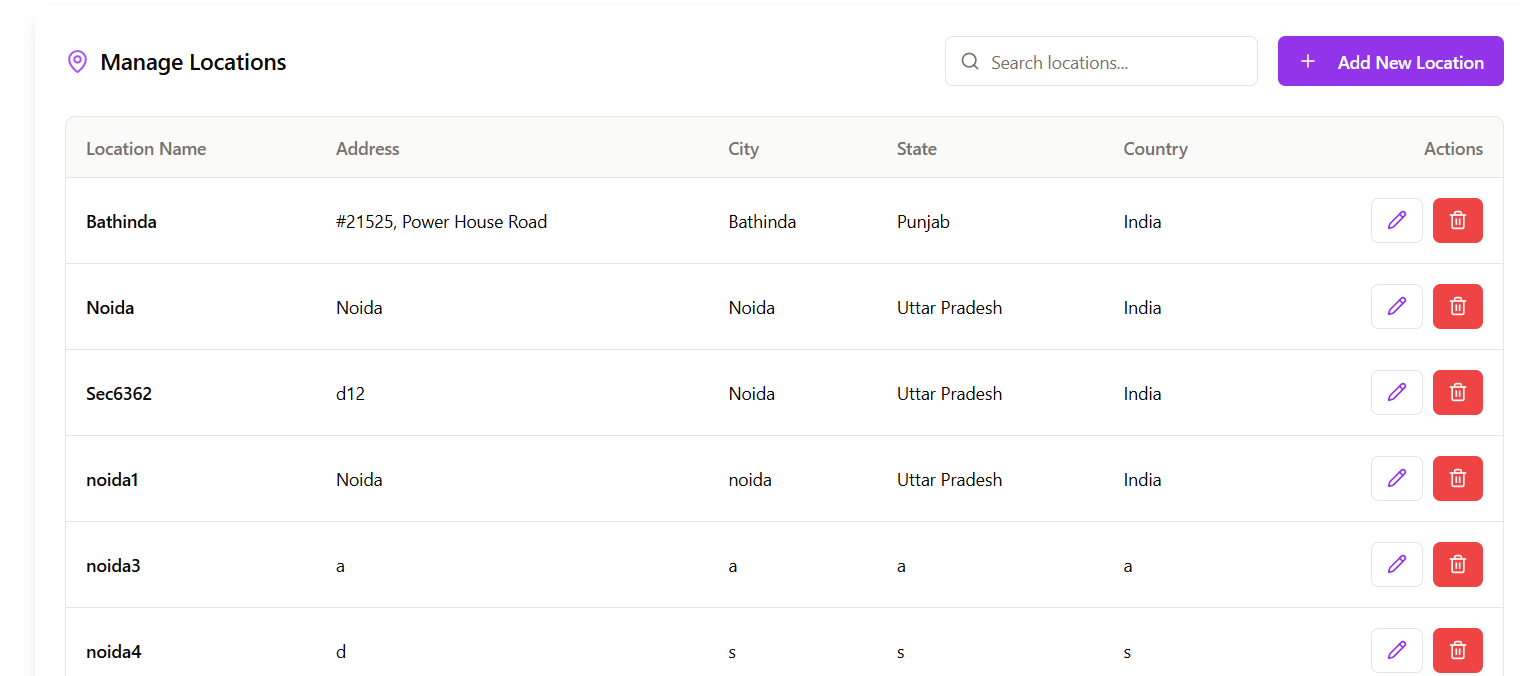 Manage Locations Search locations... Add New Location
Location Name Address City State Country Actions
Bathinda #21525, Power House Road Bathinda Punjab India
Noida Noida Noida Uttar Pradesh India
Sec6362 d12 Noida Uttar Pradesh India
noida1 Noida noida Uttar Pradesh India
noida3 a a a a
noida4 d s s s